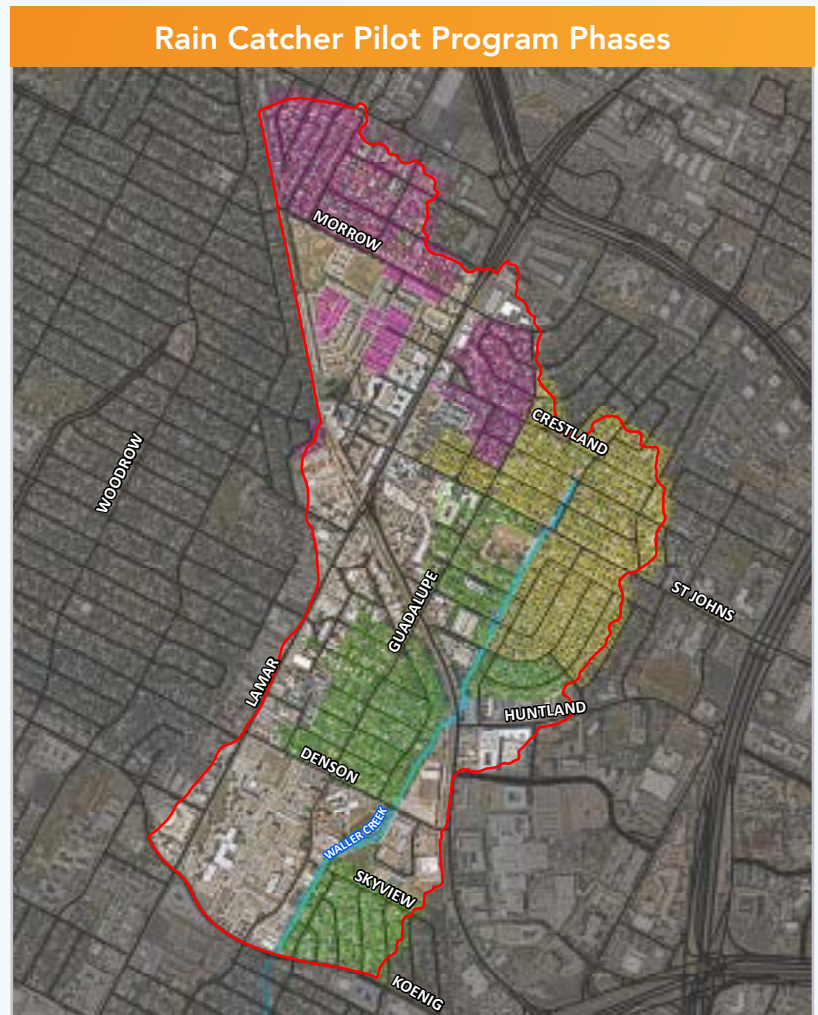 Rain Catcher Pilot Program Phases
MORROW
CRESTLAND
WOODROW
ST JOHNS
GUADALUPE
LAMAR
HUNTLAND
DENSON
WALLER CREEK
SKYVIEW
KOENIG